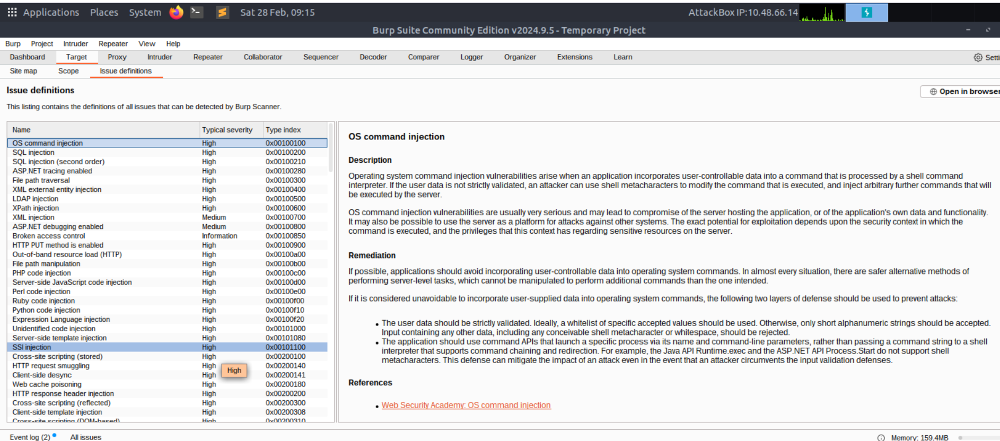 Applications Places System Sat 28 Feb, 09:15 AttackBox IP:10.48.66.14
Burp Suite Community Edition v2024.9.5 - Temporary Project
Burp Project Intruder Repeater View Help
Dashboard Target Proxy Intruder Repeater Collaborator Sequencer Decoder Comparer Logger Organizer Extensions Learn Setti
Site map Scope Issue definitions
Issue definitions
Open in browser
This listing contains the definitions of all issues that can be detected by Burp Scanner.
Name Typical severity Type index
OS command injection High 0x00100100
SQL injection High 0x00100200
SQL injection (second order) High 0x00100210
ASP.NET tracing enabled High 0x00100280
File path traversal High 0x00100300
XML external entity injection High 0x00100400
LDAP injection High 0x00100500
XPath injection High 0x00100600
XML injection Medium 0x00100700
ASP.NET debugging enabled Medium 0x00100800
Broken access control Information 0x00100850
HTTP PUT method is enabled High 0x00100900
Out-of-band resource load (HTTP) High 0x00100a00
File path manipulation High 0x00100b00
PHP code injection High 0x00100c00
Server-side JavaScript code injection High 0x00100d00
Perl code injection High 0x00100e00
Ruby code injection High 0x00100f00
Python code injection High 0x00100f10
Expression Language injection High 0x00100f20
Unidentified code injection High 0x00101000
Server-side template injection High 0x00101080
SSI injection High 0x00101100
Cross-site scripting (stored) High 0x00200100
HTTP request smuggling High 0x00200140
High
Client-side desync High 0x00200141
Web cache poisoning High 0x00200180
HTTP response header injection High 0x00200200
Cross-site scripting (reflected) High 0x00200300
Client-side template injection High 0x00200308
Cross-site scripting (DOM-based) High 0x00200310
OS command injection
Description
Operating system command injection vulnerabilities arise when an application incorporates user-controllable data into a command that is processed by a shell command
interpreter. If the user data is not strictly validated, an attacker can use shell metacharacters to modify the command that is executed, and inject arbitrary further commands that will
be executed by the server.
OS command injection vulnerabilities are usually very serious and may lead to compromise of the server hosting the application, or of the application's own data and functionality.
It may also be possible to use the server as a platform for attacks against other systems. The exact potential for exploitation depends upon the security context in which the
command is executed, and the privileges that this context has regarding sensitive resources on the server.
Remediation
If possible, applications should avoid incorporating user-controllable data into operating system commands. In almost every situation, there are safer alternative methods of
performing server-level tasks, which cannot be manipulated to perform additional commands than the one intended.
If it is considered unavoidable to incorporate user-supplied data into operating system commands, the following two layers of defense should be used to prevent attacks:
• The user data should be strictly validated. Ideally, a whitelist of specific accepted values should be used. Otherwise, only short alphanumeric strings should be accepted.
Input containing any other data, including any conceivable shell metacharacter or whitespace, should be rejected.
• The application should use command APIs that launch a specific process via its name and command-line parameters, rather than passing a command string to a shell
interpreter that supports command chaining and redirection. For example, the Java API Runtime.exec and the ASP.NET API Process.Start do not support shell
metacharacters. This defense can mitigate the impact of an attack even in the event that an attacker circumvents the input validation defenses.
References
• Web Security Academy: OS command injection
Event log (2) All issues Memory: 159.4MB